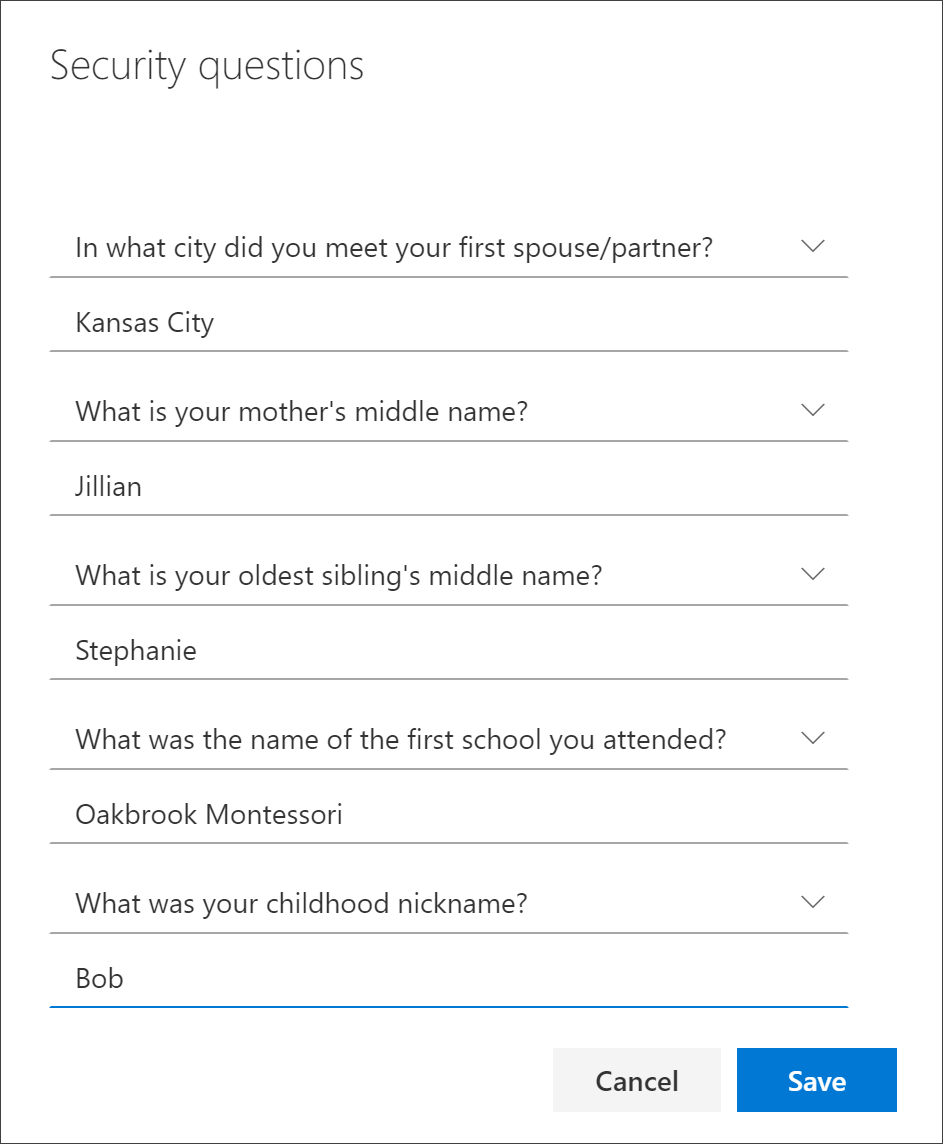 Security questions
In what city did you meet your first spouse/partner?
Kansas City
What is your mother's middle name?
Jillian
What is your oldest sibling's middle name?
Stephanie
What was the name of the first school you attended?
Oakbrook Montessori
What was your childhood nickname?
Bob
Cancel Save